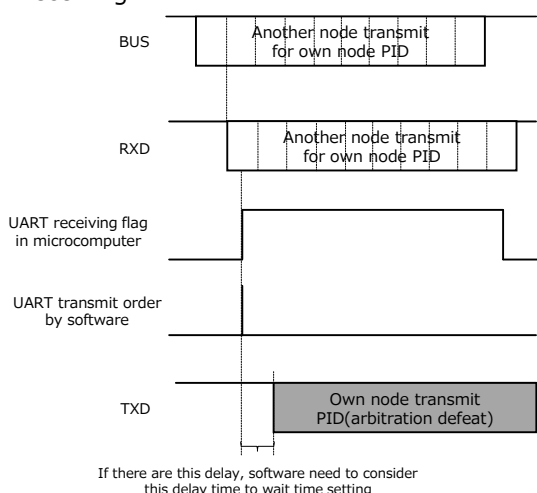 BUS
Another node transmit
for own node PID
RXD
Another node transmit
for own node PID
UART receiving flag
in microcomputer
UART transmit order
by software
TXD
Own node transmit
PID(arbitration defeat)
If there are this delay, software need to consider
this delay time to wait time setting